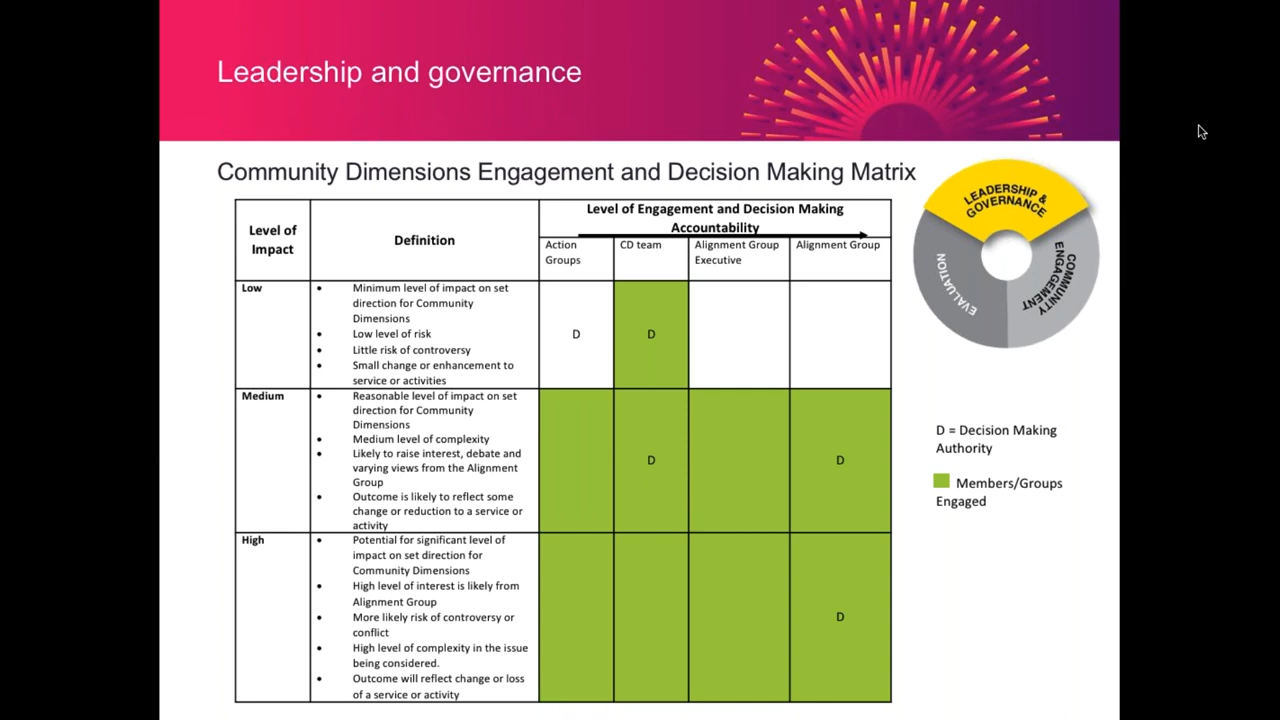 Leadership and governance
Community Dimensions Engagement and Decision Making Matrix
LEADERSHIP &
GOVERNANCE
COMMUNITY
ENGAGEMENT
EVALUATION
Level of
Impact
Definition
Level of Engagement and Decision Making
Accountability
Action
Groups
CD team
Alignment Group
Executive
Alignment Group
Low
• Minimum level of impact on set
direction for Community
Dimensions
• Low level of risk
• Little risk of controversy
• Small change or enhancement to
service or activities
D
D
Medium
• Reasonable level of impact on set
direction for Community
Dimensions
• Medium level of complexity
• Likely to raise interest, debate and
varying views from the Alignment
Group
• Outcome is likely to reflect some
change or reduction to a service or
activity
D
D
High
• Potential for significant level of
impact on set direction for
Community Dimensions
• High level of interest is likely from
Alignment Group
• More likely risk of controversy or
conflict
• High level of complexity in the issue
being considered.
• Outcome will reflect change or loss
of a service or activity
D
D = Decision Making
Authority
Members/Groups
Engaged